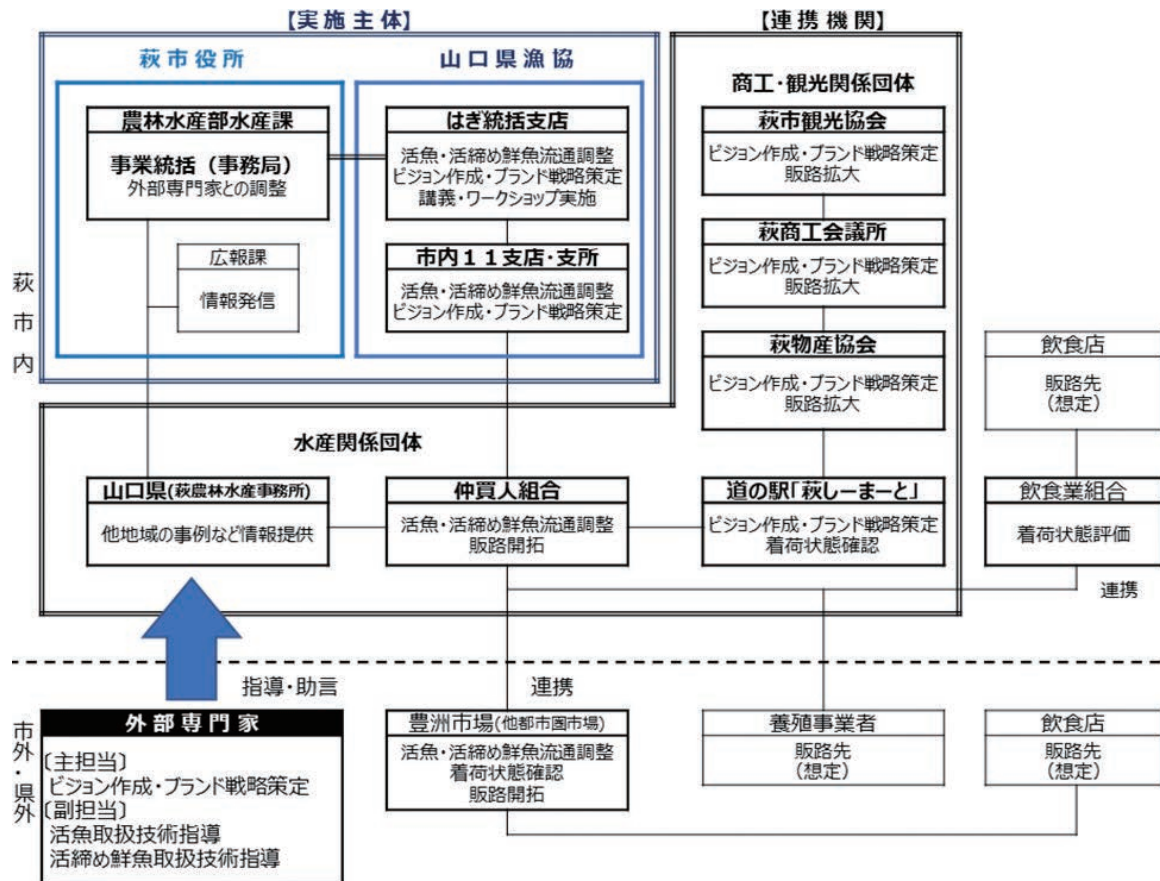 【実施主体】
萩市役所
農林水産部水産課
事業統括（事務局）
外部専門家との調整
広報課
情報発信
山口県漁協
はぎ統括支店
活魚・活締め鮮魚流通調整
ビジョン作成・ブランド戦略策定
講義・ワークショップ実施
市内１１支店・支所
活魚・活締め鮮魚流通調整
ビジョン作成・ブランド戦略策定
【連携機関】
商工・観光関係団体
萩市観光協会
ビジョン作成・ブランド戦略策定
販路拡大
萩商工会議所
ビジョン作成・ブランド戦略策定
販路拡大
萩物産協会
ビジョン作成・ブランド戦略策定
販路拡大
萩市内
水産関係団体
山口県(萩農林水産事務所)
他地域の事例など情報提供
仲買人組合
活魚・活締め鮮魚流通調整
販路開拓
道の駅「萩しーまーと」
ビジョン作成・ブランド戦略策定
着荷状態確認
飲食店
販路先
(想定)
飲食業組合
着荷状態評価
連携
指導・助言
連携
市外・県外
外部専門家
〔主担当〕
ビジョン作成・ブランド戦略策定
〔副担当〕
活魚取扱技術指導
活締め鮮魚取扱技術指導
豊洲市場(他都市圏市場)
活魚・活締め鮮魚流通調整
着荷状態確認
販路開拓
養殖事業者
販路先
(想定)
飲食店
販路先
(想定)